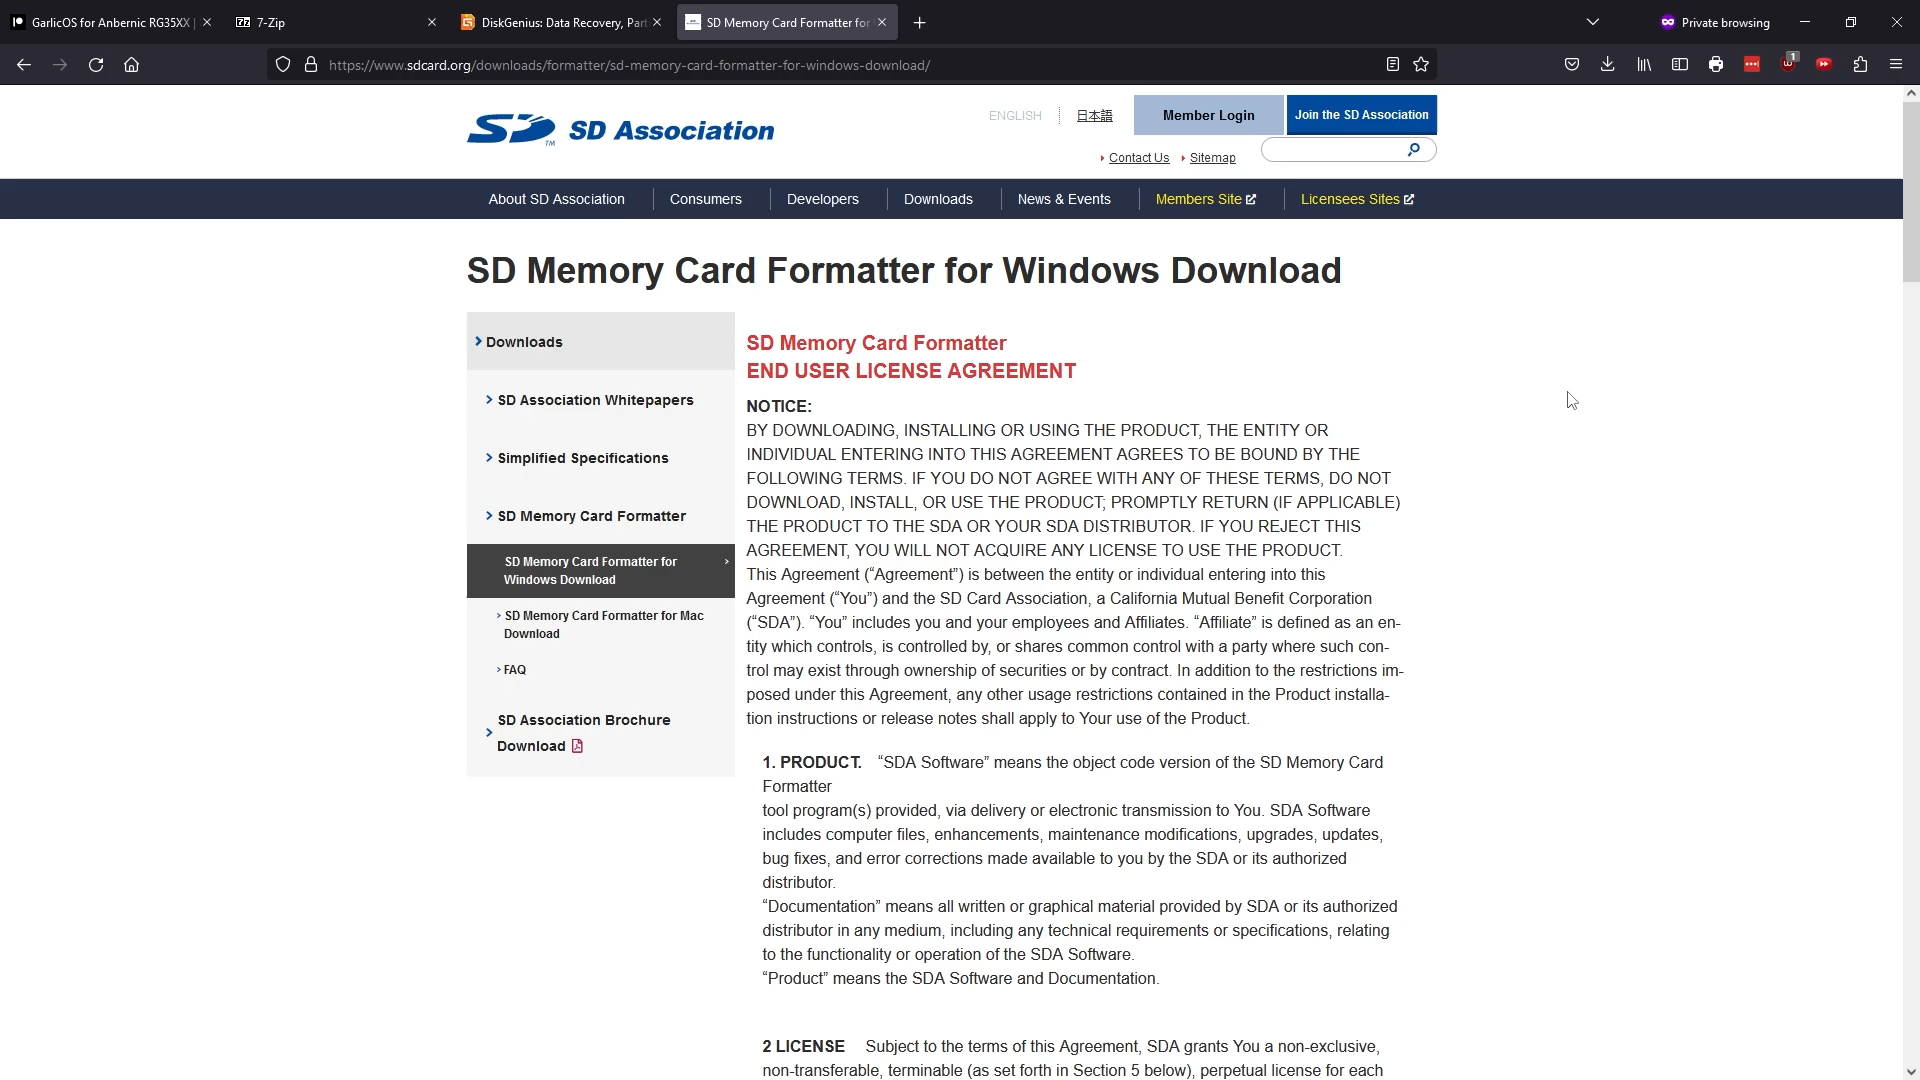 GarlicOS for Anbernic RG35XX |
7-Zip
DiskGenius: Data Recovery, Part
SD Memory Card Formatter for
Private browsing
https://www.sdcard.org/downloads/formatter/sd-memory-card-formatter-for-windows-download/
1
SD TM SD Association
ENGLISH
日本語
Member Login
Join the SD Association
Contact Us
Sitemap
About SD Association
Consumers
Developers
Downloads
News & Events
Members Site
Licensees Sites
SD Memory Card Formatter for Windows Download
Downloads
SD Association Whitepapers
Simplified Specifications
SD Memory Card Formatter
SD Memory Card Formatter for
Windows Download
SD Memory Card Formatter for Mac
Download
FAQ
SD Association Brochure
Download
SD Memory Card Formatter
END USER LICENSE AGREEMENT
NOTICE:
BY DOWNLOADING, INSTALLING OR USING THE PRODUCT, THE ENTITY OR
INDIVIDUAL ENTERING INTO THIS AGREEMENT AGREES TO BE BOUND BY THE
FOLLOWING TERMS. IF YOU DO NOT AGREE WITH ANY OF THESE TERMS, DO NOT
DOWNLOAD, INSTALL, OR USE THE PRODUCT; PROMPTLY RETURN (IF APPLICABLE)
THE PRODUCT TO THE SDA OR YOUR SDA DISTRIBUTOR. IF YOU REJECT THIS
AGREEMENT, YOU WILL NOT ACQUIRE ANY LICENSE TO USE THE PRODUCT.
This Agreement (“Agreement”) is between the entity or individual entering into this
Agreement (“You”) and the SD Card Association, a California Mutual Benefit Corporation
(“SDA”). “You” includes you and your employees and Affiliates. “Affiliate” is defined as an en-
tity which controls, is controlled by, or shares common control with a party where such con-
trol may exist through ownership of securities or by contract. In addition to the restrictions im-
posed under this Agreement, any other usage restrictions contained in the Product installa-
tion instructions or release notes shall apply to Your use of the Product.
1. PRODUCT. “SDA Software” means the object code version of the SD Memory Card
Formatter
tool program(s) provided, via delivery or electronic transmission to You. SDA Software
includes computer files, enhancements, maintenance modifications, upgrades, updates,
bug fixes, and error corrections made available to you by the SDA or its authorized
distributor.
“Documentation” means all written or graphical material provided by SDA or its authorized
distributor in any medium, including any technical requirements or specifications, relating
to the functionality or operation of the SDA Software.
“Product” means the SDA Software and Documentation.
2 LICENSE Subject to the terms of this Agreement, SDA grants You a non-exclusive,
non-transferable, terminable (as set forth in Section 5 below), perpetual license for each